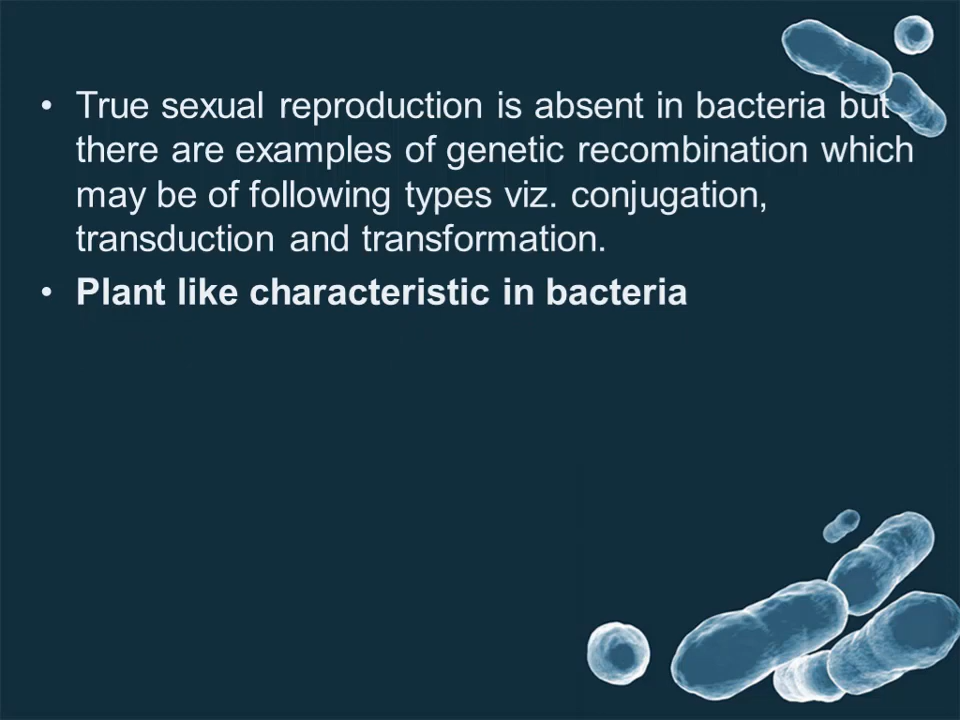 • True sexual reproduction is absent in bacteria but
there are examples of genetic recombination which
may be of following types viz. conjugation,
transduction and transformation.
• Plant like characteristic in bacteria